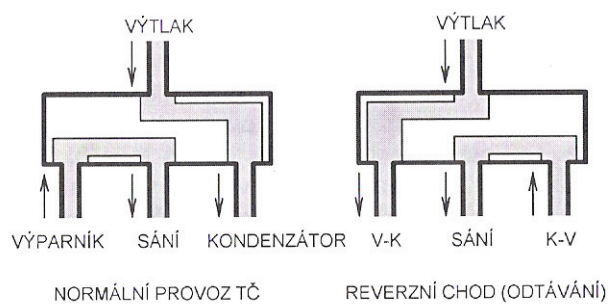 VÝTLAK VÝTLAK
VÝPARNÍK SÁNÍ KONDENZÁTOR V-K SÁNÍ K-V
NORMÁLNÍ PROVOZ TČ REVERZNÍ CHOD (ODTÁVÁNÍ)